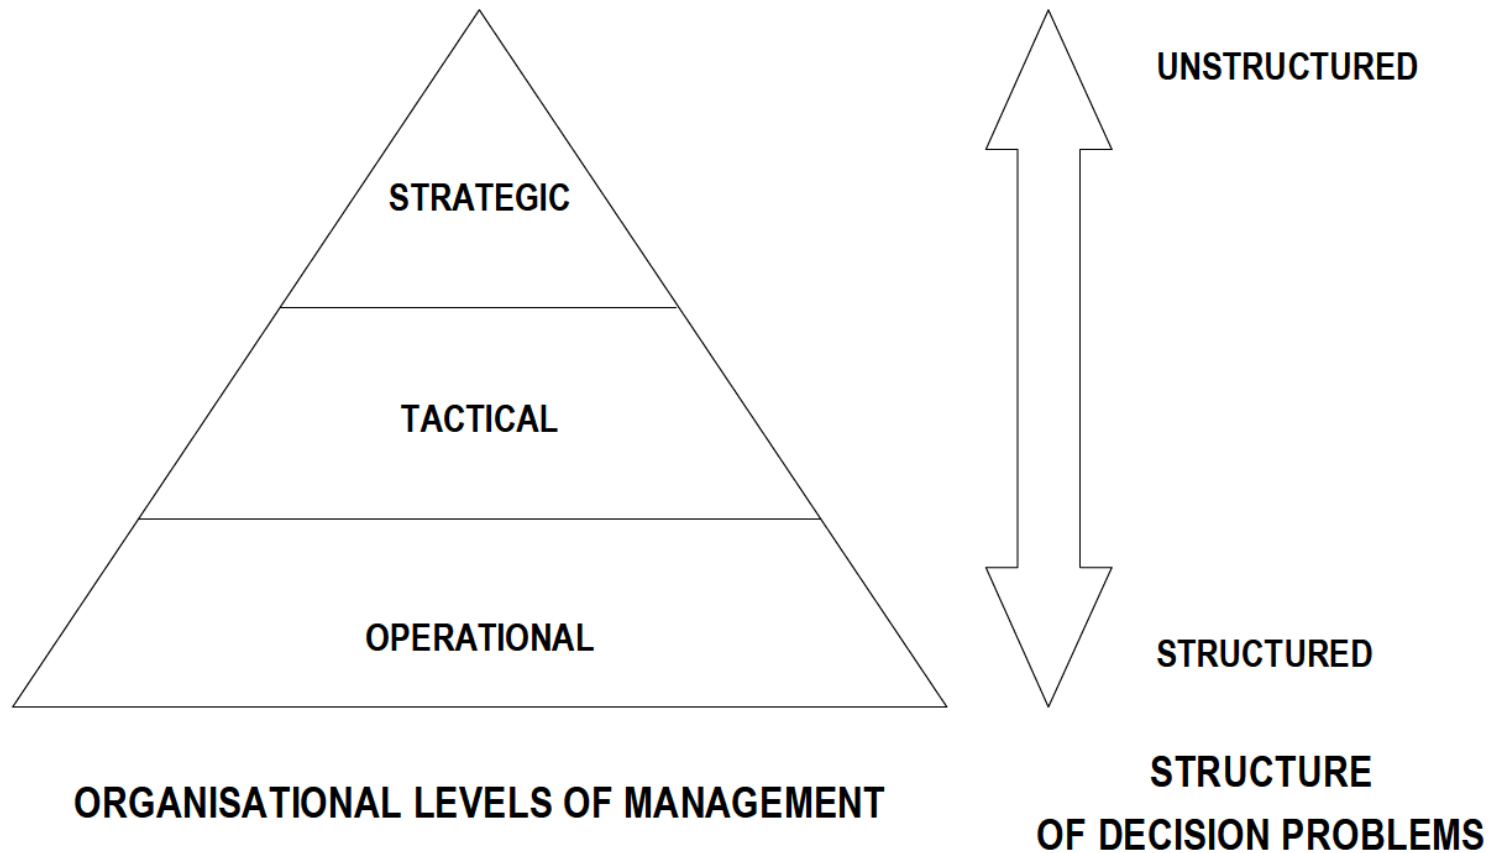 UNSTRUCTURED
STRATEGIC
TACTICAL
OPERATIONAL
STRUCTURED
ORGANISATIONAL LEVELS OF MANAGEMENT
STRUCTURE
OF DECISION PROBLEMS